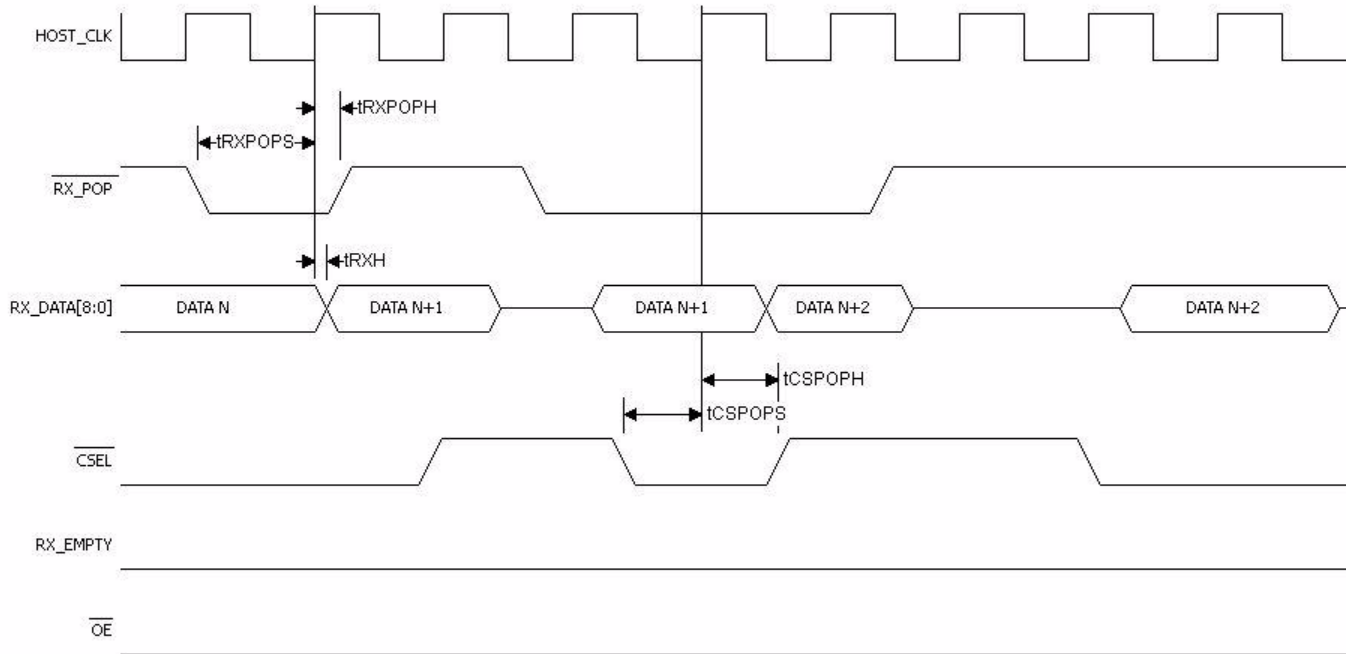 HOST_CLK
tRXPOPH
tRXPOPS
RX_POP
tRXH
RX_DATA[8:0]
DATA N
DATA N+1
DATA N+1
DATA N+2
DATA N+2
tCSPOPH
tCSPOPS
CSEL
RX_EMPTY
OE